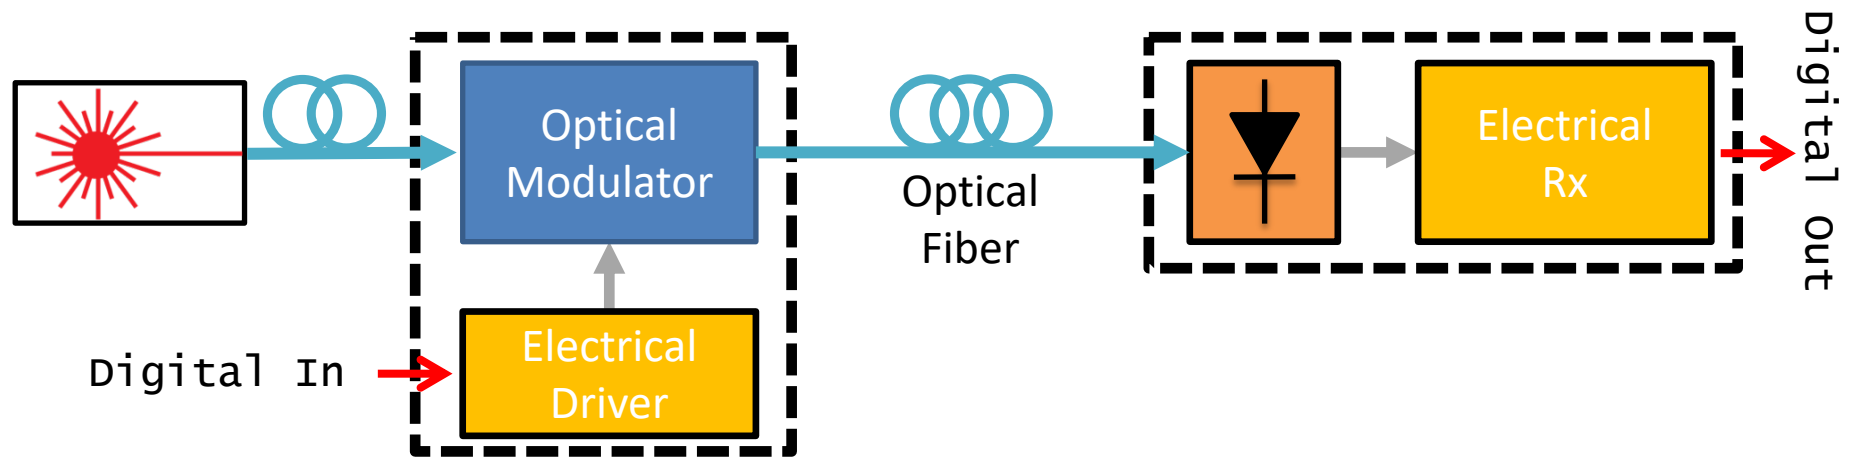 Optical
Modulator
Electrical
Driver
Digital In
Optical
Fiber
Electrical
Rx
Digital Out